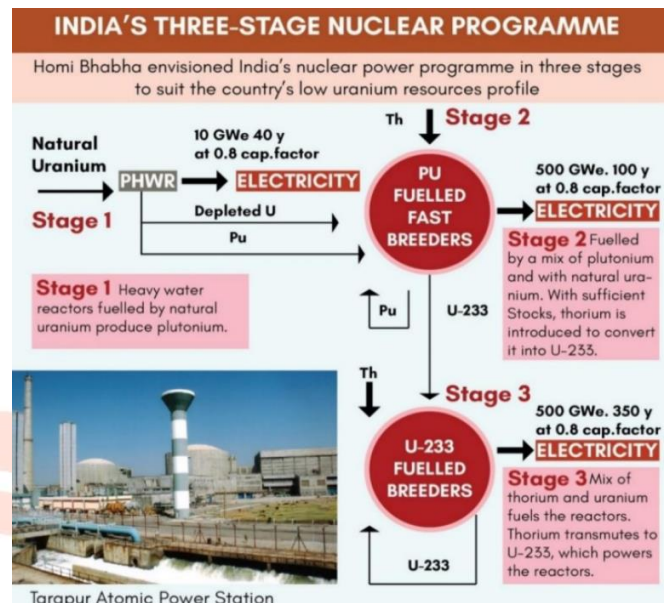 INDIA'S THREE-STAGE NUCLEAR PROGRAMME
Homi Bhabha envisioned India's nuclear power programme in three stages
to suit the country's low uranium resources profile
Natural
Uranium
Stage 1
PHWR
10 GWe 40 y
at 0.8 cap.factor
ELECTRICITY
Depleted U
Pu
Th
Stage 2
PU
FUELLED
FAST
BREEDERS
500 GWe. 100 y
at 0.8 cap.factor
ELECTRICITY
Stage 1 Heavy water
reactors fuelled by natural
uranium produce plutonium.
Stage 2 Fuelled
by a mix of plutonium
and with natural ura-
nium. With sufficient
Stocks, thorium is
introduced to convert
it into U-233.
Pu
U-233
Th
Stage 3
U-233
FUELLED
BREEDERS
500 GWe. 350 y
at 0.8 cap.factor
ELECTRICITY
Stage 3 Mix of
thorium and uranium
fuels the reactors.
Thorium transmutes to
U-233, which powers
the reactors.
U-233
Tarapur Atomic Power Station